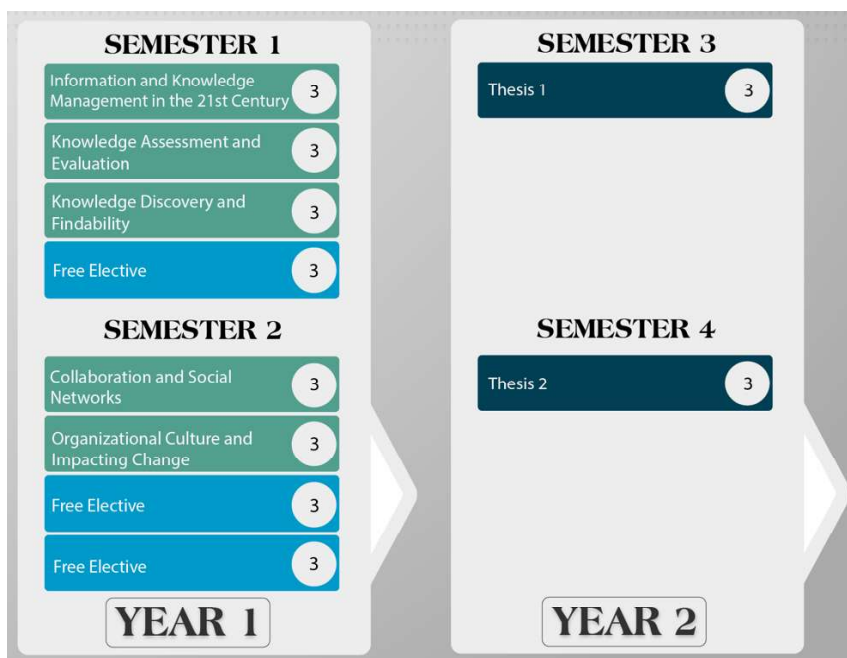 SEMESTER 1
Information and Knowledge
Management in the 21st Century
3
Knowledge Assessment and
Evaluation
3
Knowledge Discovery and
Findability
3
Free Elective
3
SEMESTER 2
Collaboration and Social
Networks
3
Organizational Culture and
Impacting Change
3
Free Elective
3
Free Elective
3
YEAR 1
SEMESTER 3
Thesis 1
3
SEMESTER 4
Thesis 2
3
YEAR 2